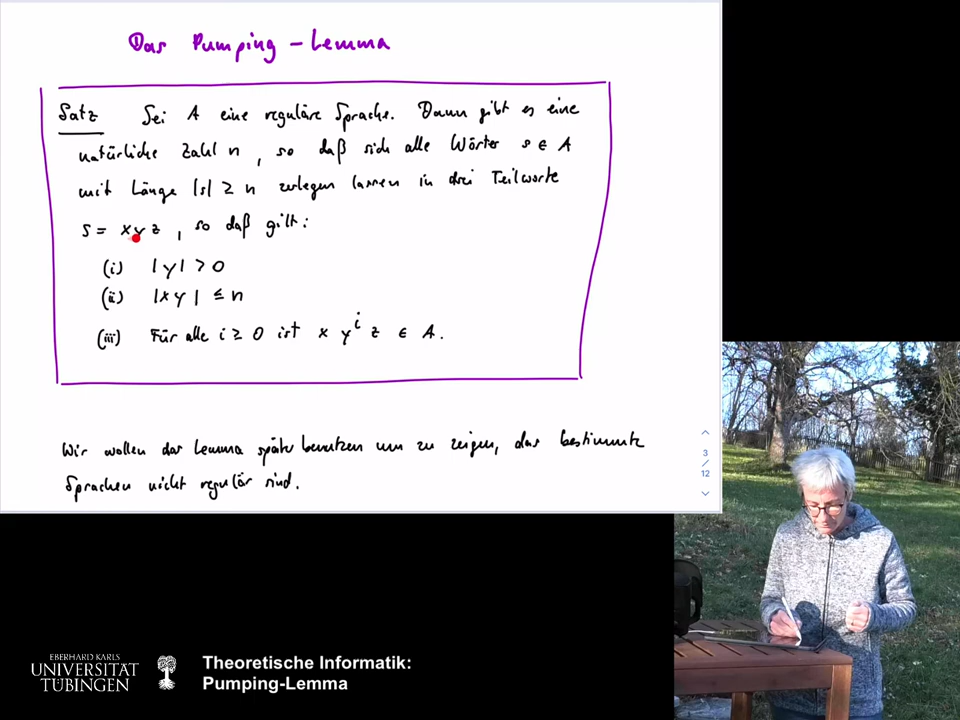 Das Pumping-Lemma
Satz Sei A eine reguläre Sprache. Dann gibt es eine
natürliche Zahl n, so daß sich alle Wörter s ∈ A
mit Länge |s| ≥ n zerlegen lassen in drei Teilworte
s = xyz, so daß gilt:
(i) |y| > 0
(ii) |xy| ≤ n
(iii) Für alle i ≥ 0 ist x yⁱ z ∈ A.
Wir wollen das Lemma später benutzen um zu zeigen, das bestimmte
Sprachen nicht regulär sind.
3
/
12
EBERHARD KARLS
UNIVERSITÄT
TÜBINGEN
Theoretische Informatik:
Pumping-Lemma